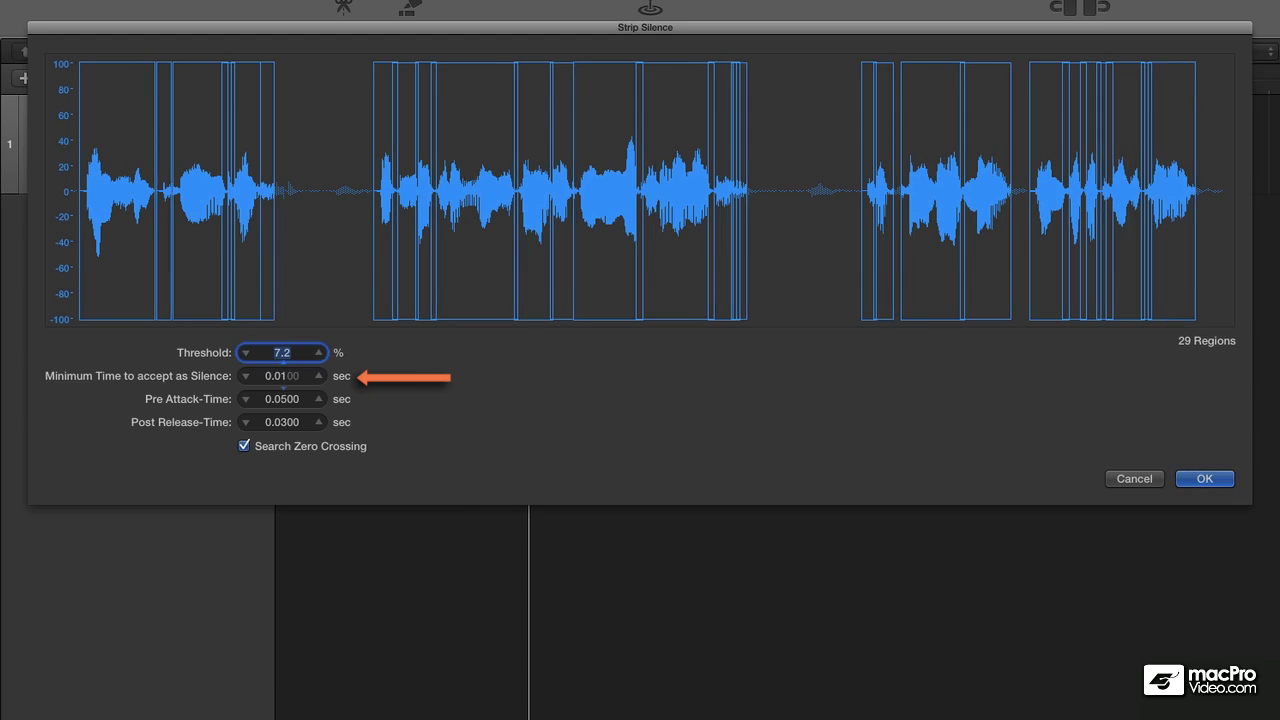 Strip Silence
100
80
60
40
20
0
-20
-40
-60
-80
-100
1
29 Regions
Threshold: 7.2 %
Minimum Time to accept as Silence: 0.0100 sec
Pre Attack-Time: 0.0500 sec
Post Release-Time: 0.0300 sec
Search Zero Crossing
Cancel OK
macPro
Video.com